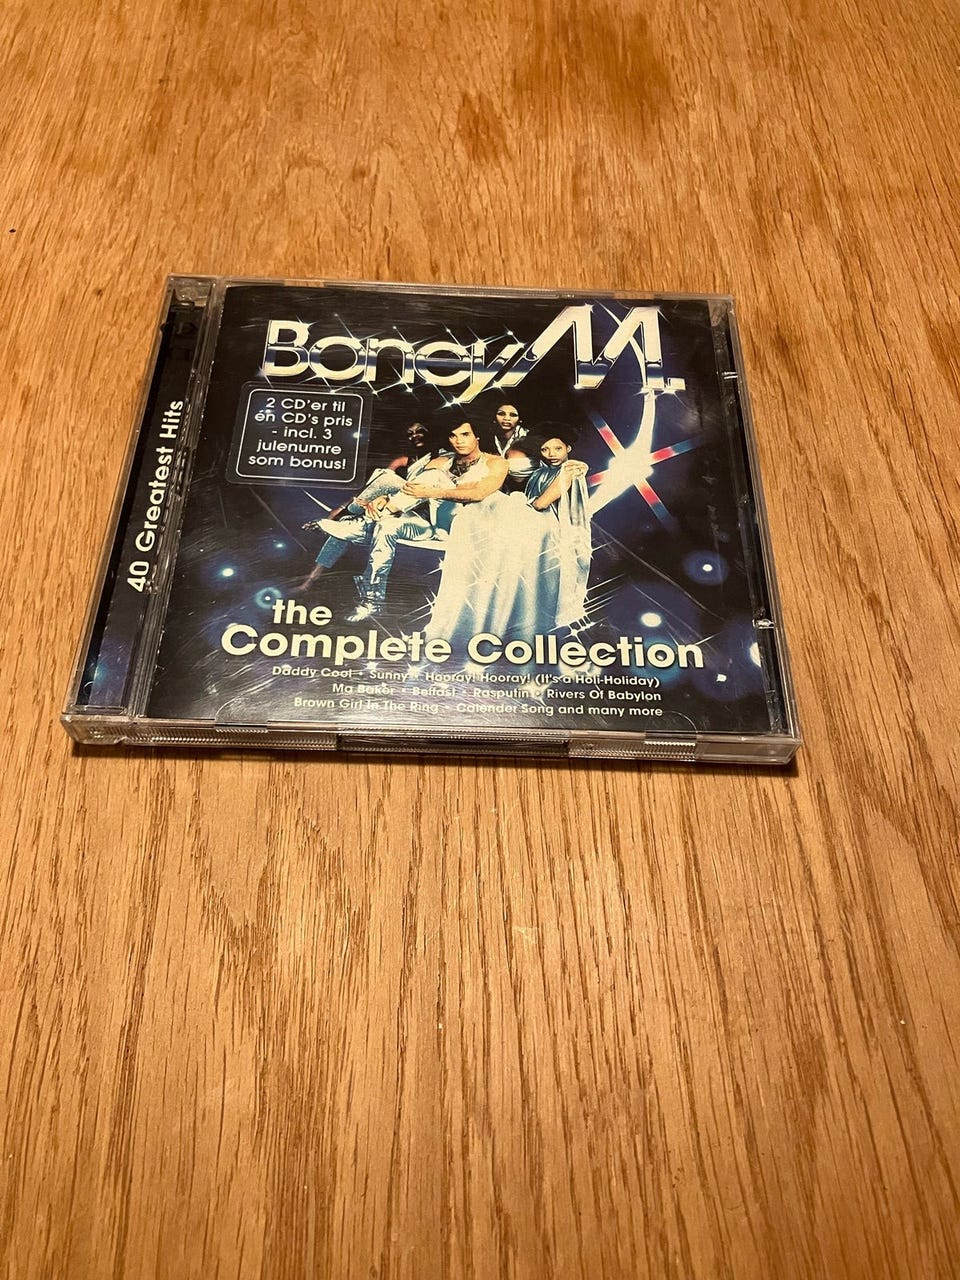 Boney M.
2 CD'er til
én CD's pris
- incl. 3
julenumre
som bonus!
40 Greatest Hits
the
Complete Collection
Daddy Cool • Sunny • Hooray! Hooray! (It's a Holi-Holiday)
Ma Baker • Belfast • Rasputin • Rivers Of Babylon
Brown Girl In The Ring • Calender Song and many more